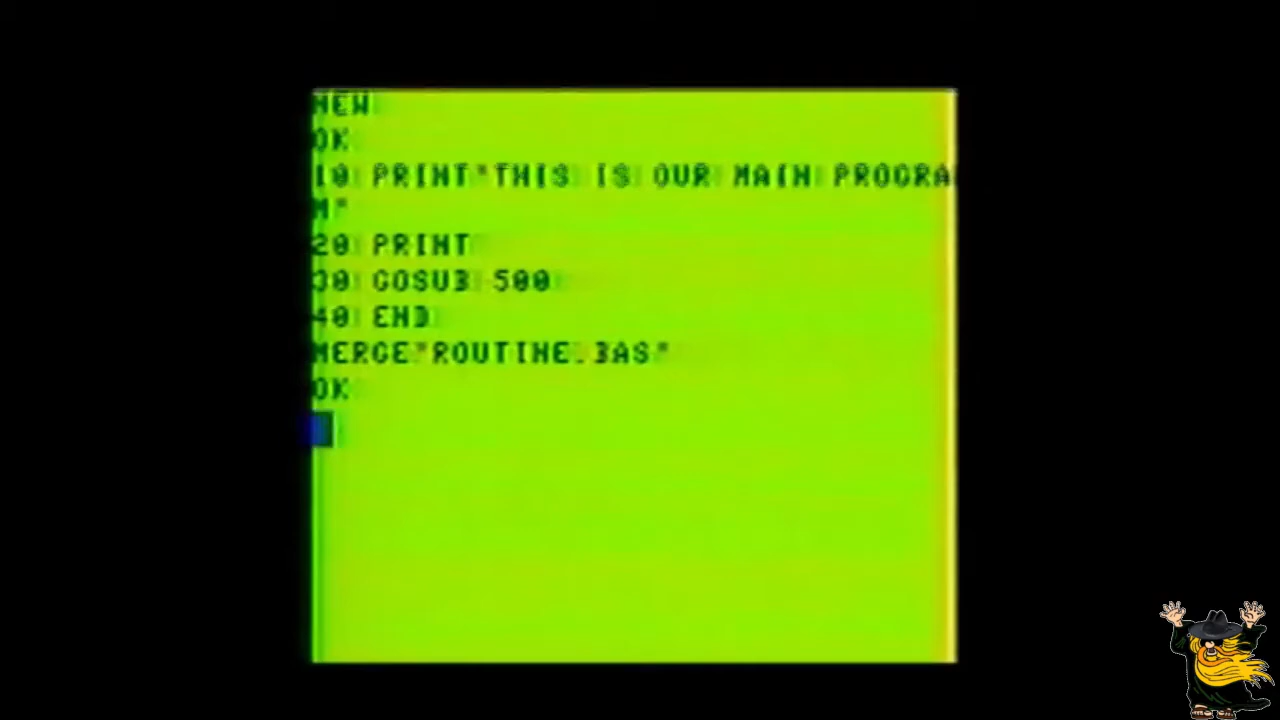 NEW
OK
10 PRINT"THIS IS OUR MAIN PROGRA
M"
20 PRINT
30 GOSUB 500
40 END
MERGE"ROUTINE.BAS"
OK